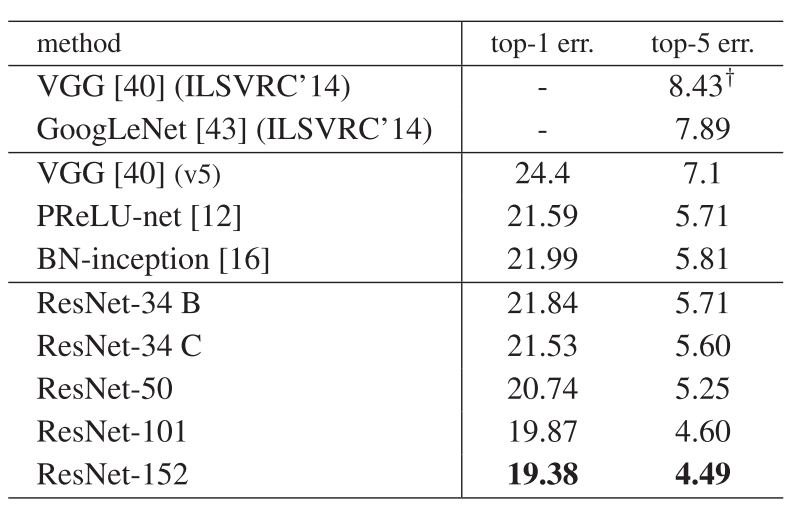 method top-1 err. top-5 err.
VGG [40] (ILSVRC’14) - 8.43†
GoogLeNet [43] (ILSVRC’14) - 7.89
VGG [40] (v5) 24.4 7.1
PReLU-net [12] 21.59 5.71
BN-inception [16] 21.99 5.81
ResNet-34 B 21.84 5.71
ResNet-34 C 21.53 5.60
ResNet-50 20.74 5.25
ResNet-101 19.87 4.60
ResNet-152 19.38 4.49